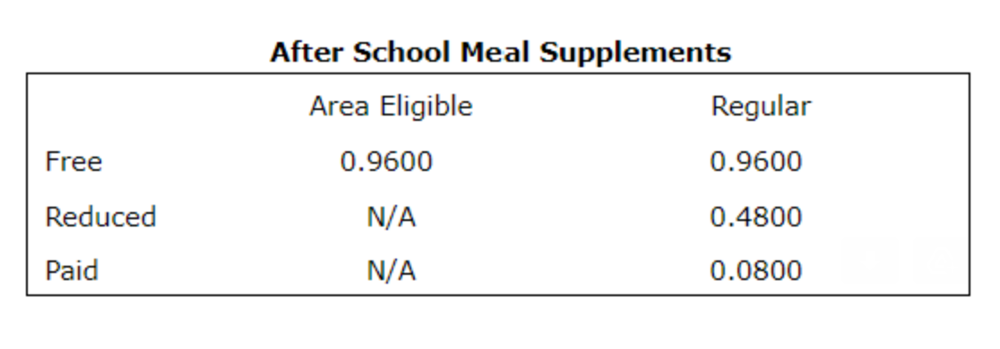 After School Meal Supplements
Area Eligible Regular
Free 0.9600 0.9600
Reduced N/A 0.4800
Paid N/A 0.0800